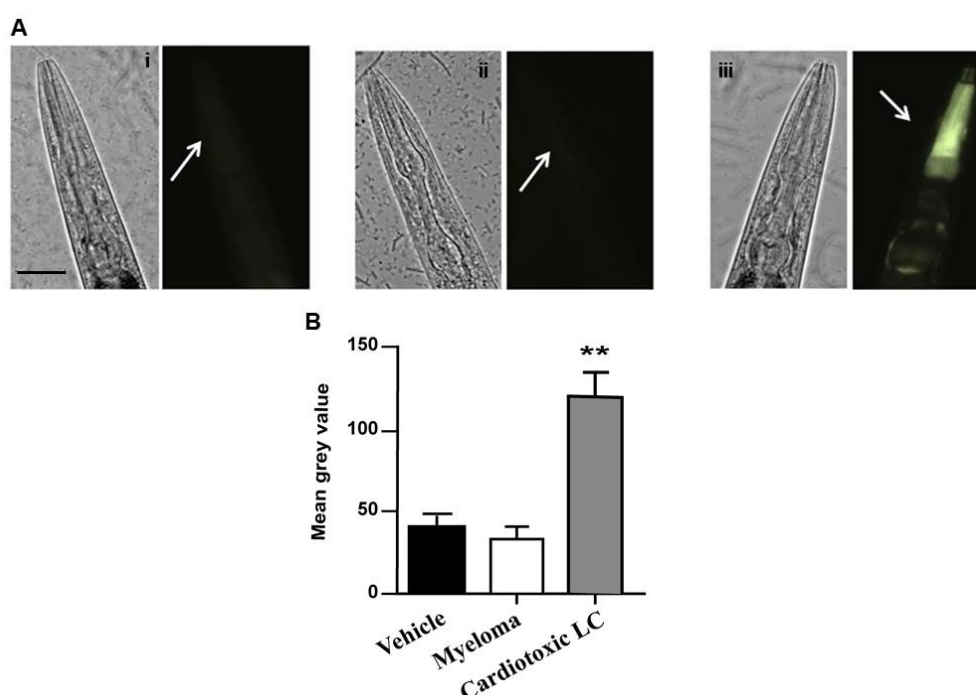 A
i
ii
iii
B
Mean grey value
150
100
50
0
**
Vehicle
Myeloma
Cardiotoxic LC